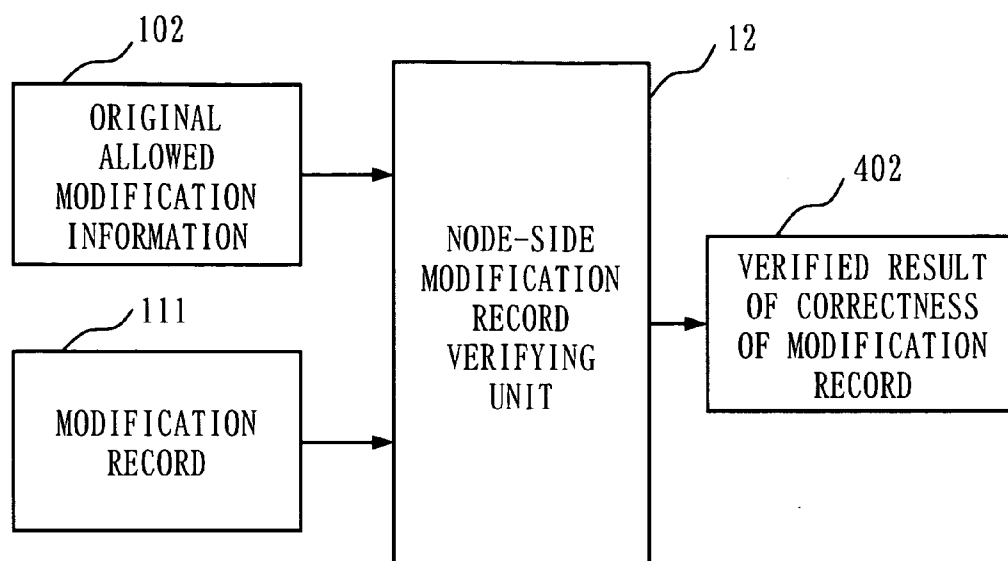 102
ORIGINAL
ALLOWED
MODIFICATION
INFORMATION
111
MODIFICATION
RECORD
12
NODE-SIDE
MODIFICATION
RECORD
VERIFYING
UNIT
402
VERIFIED RESULT
OF CORRECTNESS
OF MODIFICATION
RECORD